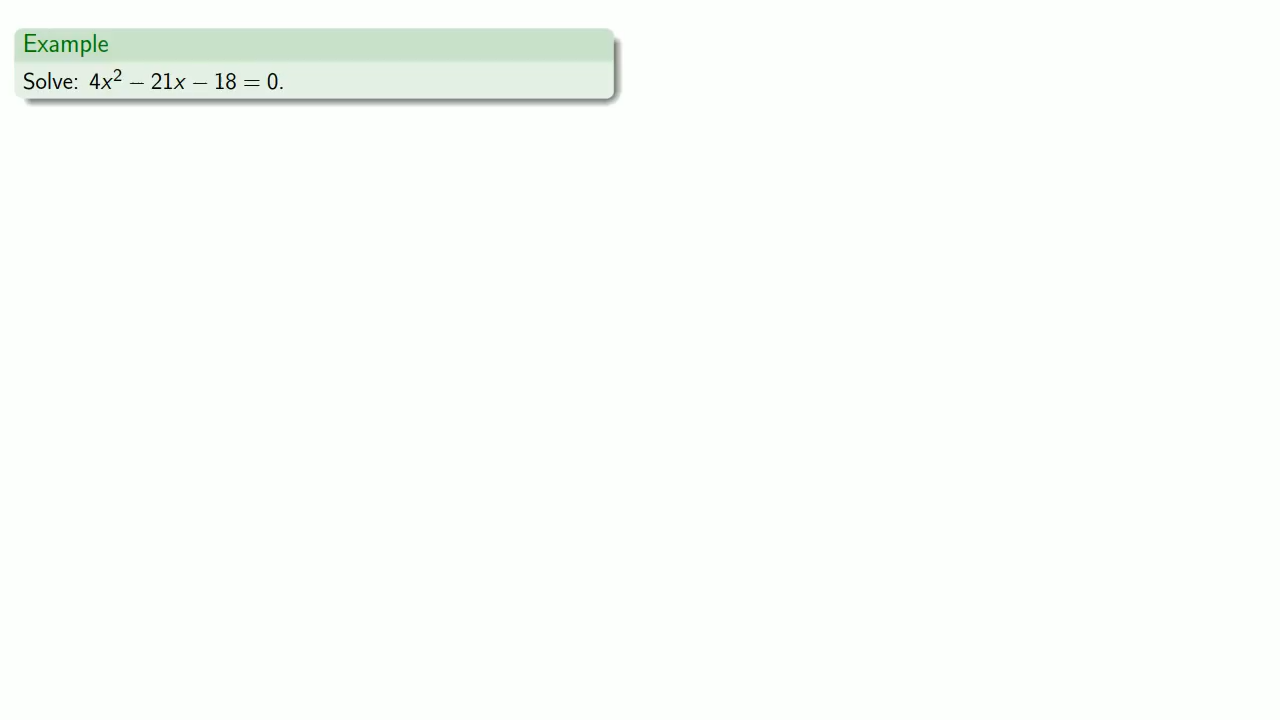 Example
Solve: 4x² − 21x − 18 = 0.